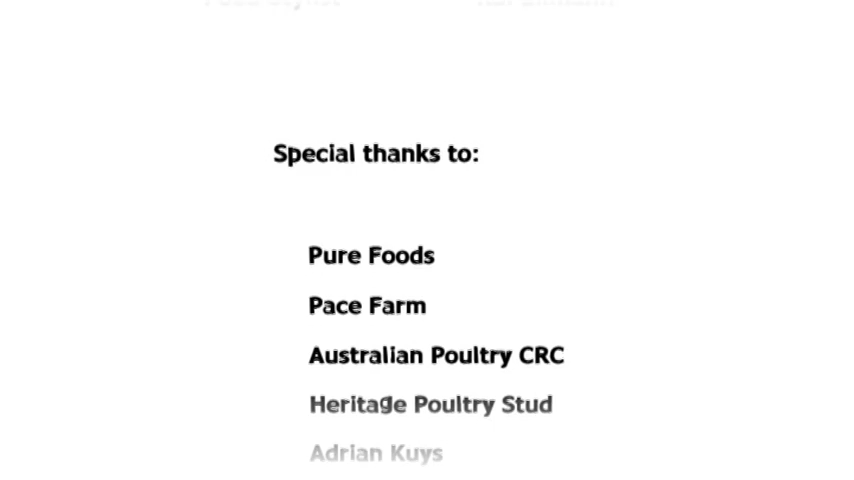 Special thanks to:
Pure Foods
Pace Farm
Australian Poultry CRC
Heritage Poultry Stud
Adrian Kuys